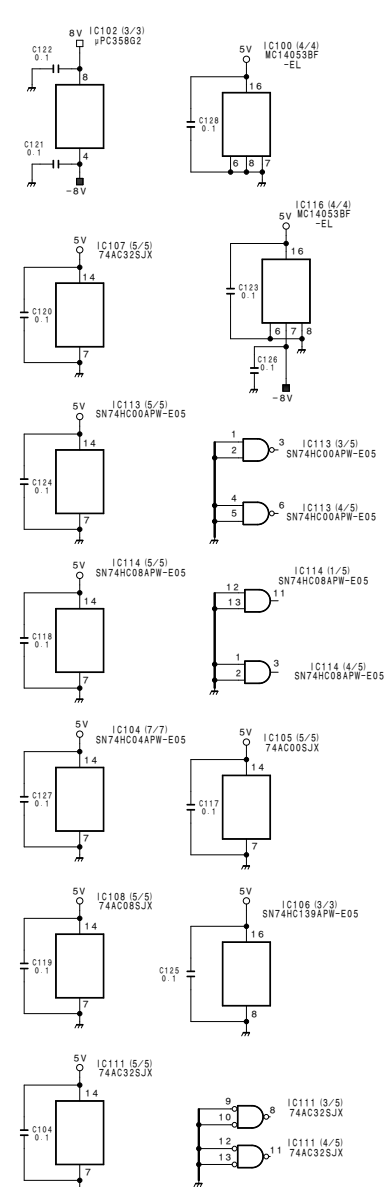 8V IC102 (3/3)
μPC358G2
C122
0.1
8
C121
0.1
4
-8V
5V IC100 (4/4)
MC14053BF
-EL
16
C128
0.1
6 8 7
5V IC107 (5/5)
74AC32SJX
14
C120
0.1
7
IC116 (4/4)
5V MC14053BF
-EL
16
C123
0.1
6 7 8
C126
0.1
-8V
5V IC113 (5/5)
SN74HC00APW-E05
14
C124
0.1
7
1
2
3 IC113 (3/5)
SN74HC00APW-E05
4
5
6 IC113 (4/5)
SN74HC00APW-E05
5V IC114 (5/5)
SN74HC08APW-E05
14
C118
0.1
7
IC114 (1/5)
SN74HC08APW-E05
12
13
11
1
2
3 IC114 (4/5)
SN74HC08APW-E05
5V IC104 (7/7)
SN74HC04APW-E05
14
C127
0.1
7
5V IC105 (5/5)
74AC00SJX
14
C117
0.1
7
5V IC108 (5/5)
74AC08SJX
14
C119
0.1
7
5V IC106 (3/3)
SN74HC139APW-E05
16
C125
0.1
8
5V IC111 (5/5)
74AC32SJX
14
C104
0.1
7
9
10
8 IC111 (3/5)
74AC32SJX
12
13
11 IC111 (4/5)
74AC32SJX